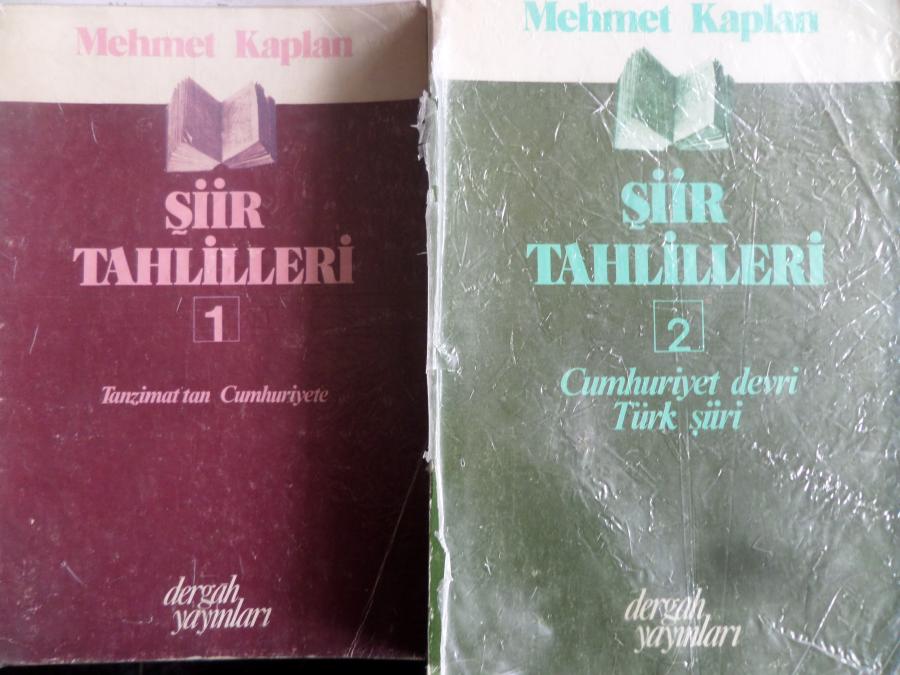 Mehmet Kaplan
ŞİİR
TAHLİLLERİ
1
Tanzimat'tan Cumhuriyete
dergah
yayınları
Mehmet Kaplan
ŞİİR
TAHLİLLERİ
2
Cumhuriyet devri
Türk şiiri
dergah
yayınları